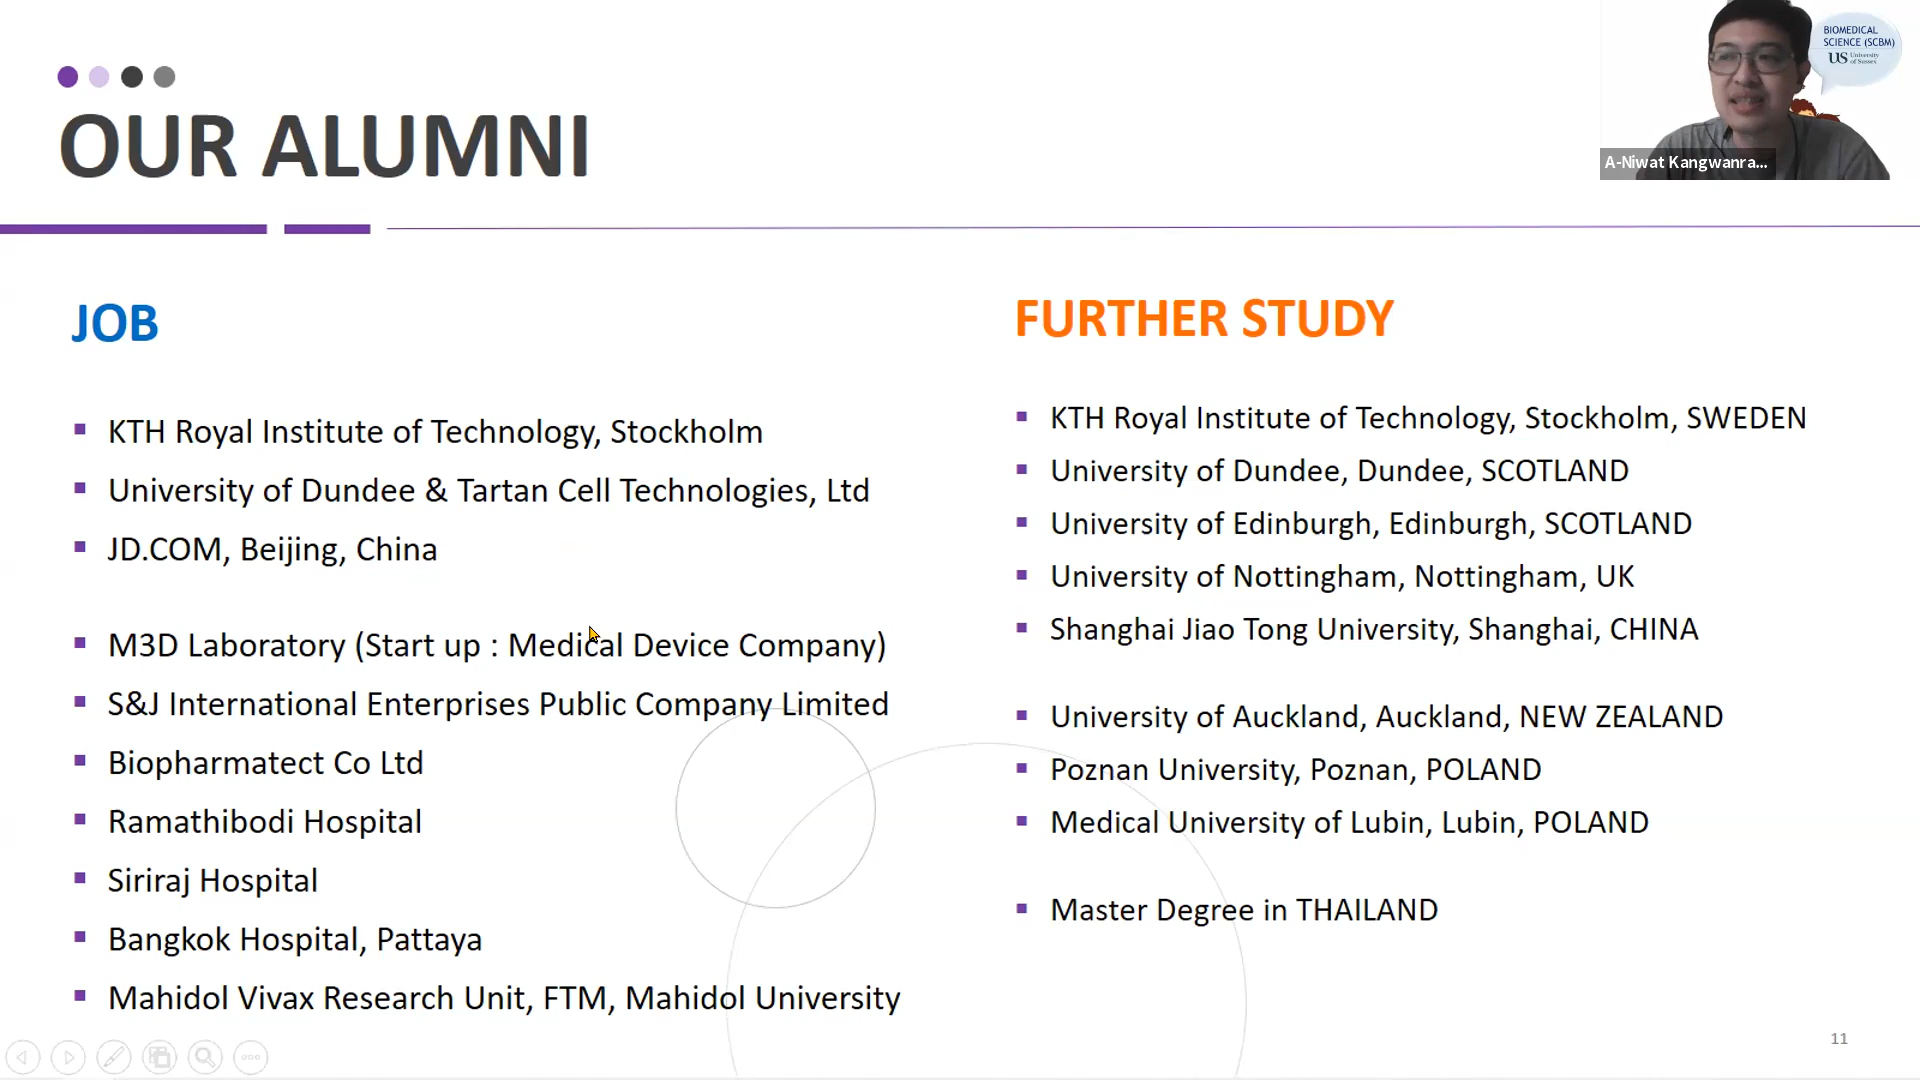 OUR ALUMNI
BIOMEDICAL
SCIENCE (SCBM)
US University
of Sussex
A-Niwat Kangwanra...
JOB
KTH Royal Institute of Technology, Stockholm
University of Dundee & Tartan Cell Technologies, Ltd
JD.COM, Beijing, China
M3D Laboratory (Start up : Medical Device Company)
S&J International Enterprises Public Company Limited
Biopharmatect Co Ltd
Ramathibodi Hospital
Siriraj Hospital
Bangkok Hospital, Pattaya
Mahidol Vivax Research Unit, FTM, Mahidol University
FURTHER STUDY
KTH Royal Institute of Technology, Stockholm, SWEDEN
University of Dundee, Dundee, SCOTLAND
University of Edinburgh, Edinburgh, SCOTLAND
University of Nottingham, Nottingham, UK
Shanghai Jiao Tong University, Shanghai, CHINA
University of Auckland, Auckland, NEW ZEALAND
Poznan University, Poznan, POLAND
Medical University of Lubin, Lubin, POLAND
Master Degree in THAILAND
11